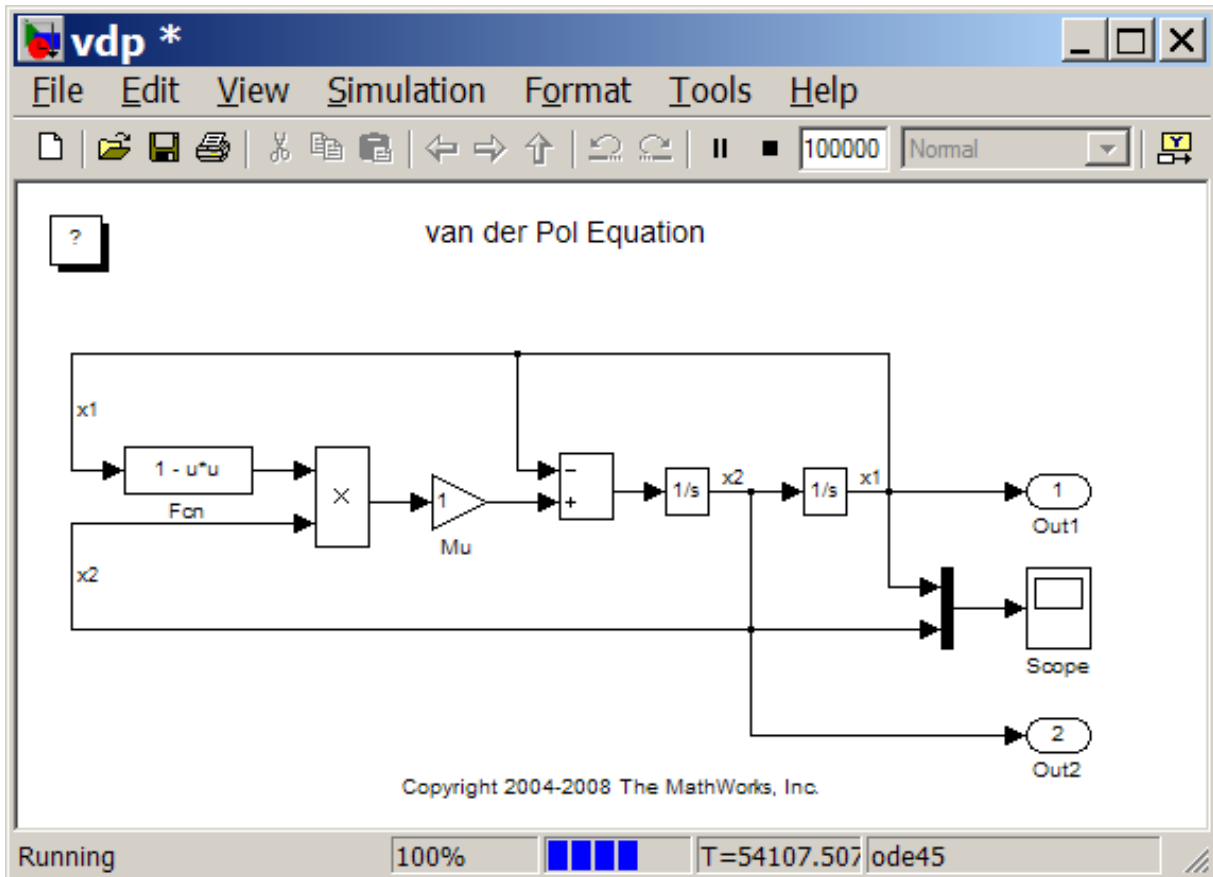 vdp *
File Edit View Simulation Format Tools Help
100000 Normal
Y
?
van der Pol Equation
x1
1 - u*u
Fcn
×
1
Mu
−
+
1/s
x2
1/s
x1
1
Out1
x2
Scope
2
Out2
Copyright 2004-2008 The MathWorks, Inc.
Running 100% T=54107.507 ode45